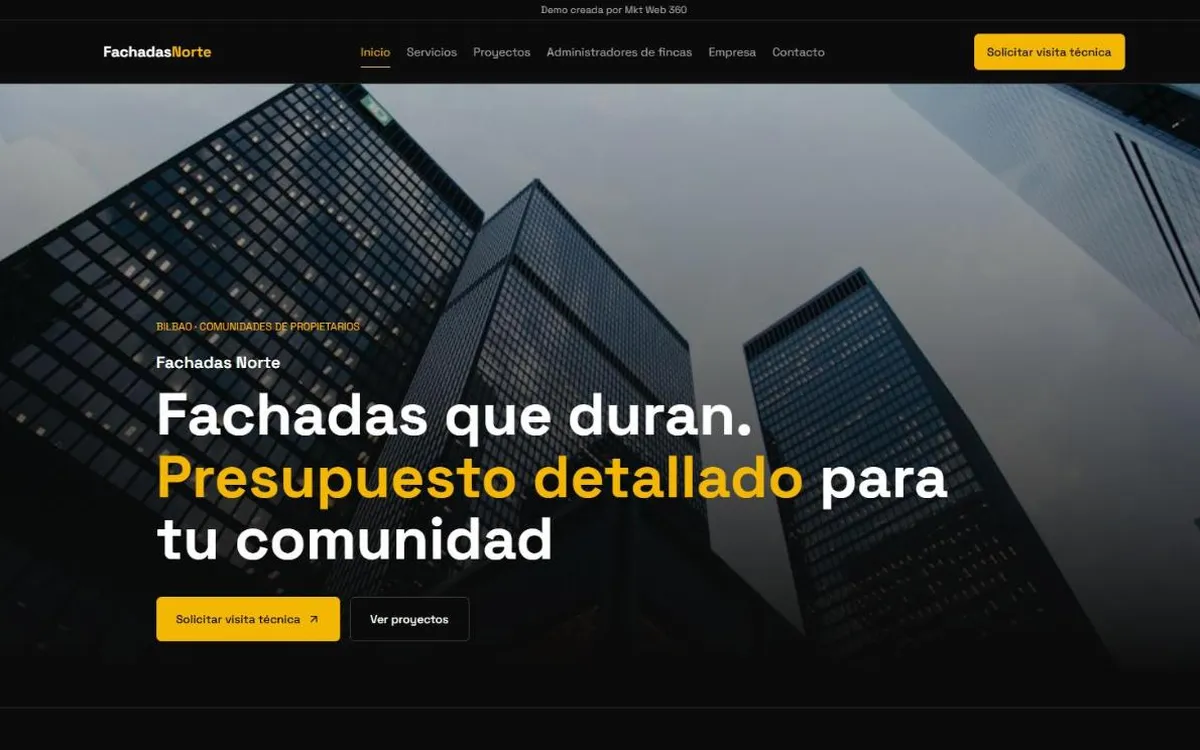 Demo creada por Mkt Web 360
FachadasNorte
Inicio
Servicios
Proyectos
Administradores de fincas
Empresa
Contacto
Solicitar visita técnica
BILBAO · COMUNIDADES DE PROPIETARIOS
Fachadas Norte
Fachadas que duran.
Presupuesto detallado para
tu comunidad
Solicitar visita técnica ↗
Ver proyectos